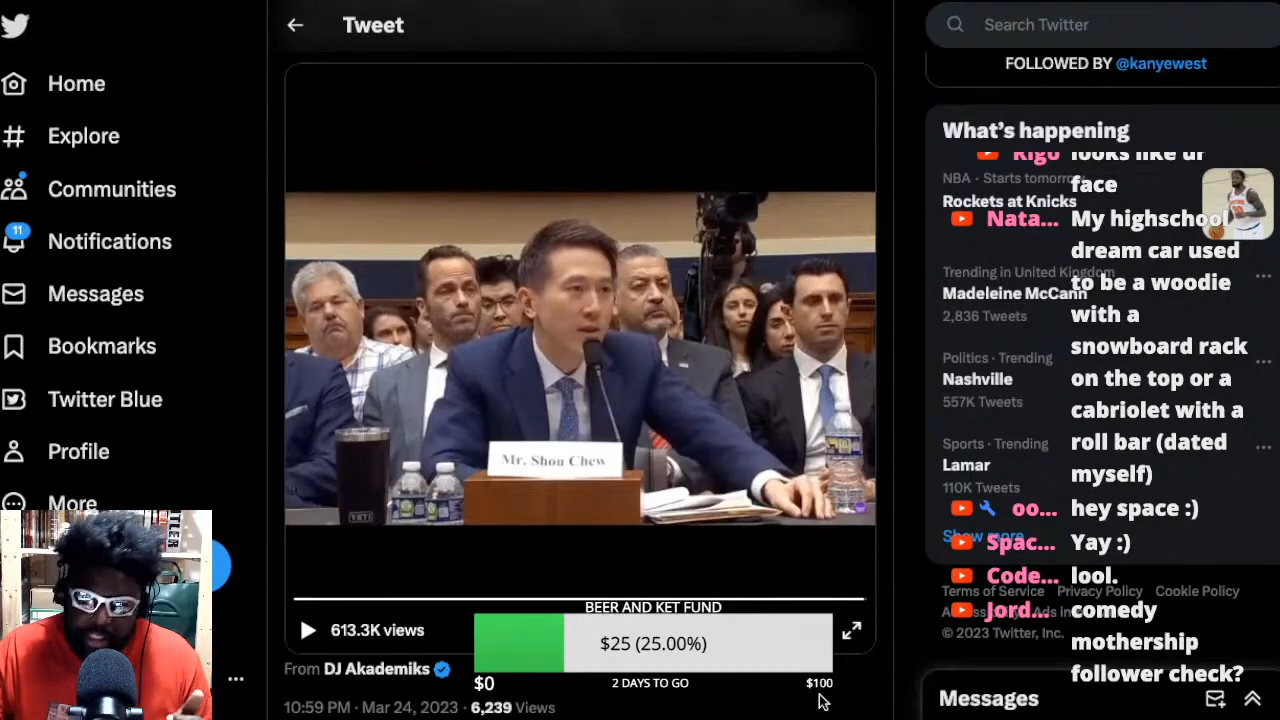 Tweet
Home
Explore
Communities
11
Notifications
Messages
Bookmarks
Twitter Blue
Profile
More
Mr. Shou Chew
YETI
613.3K views
BEER AND KET FUND
$25 (25.00%)
$0
2 DAYS TO GO
$100
From DJ Akademiks
10:59 PM · Mar 24, 2023 · 6,239 Views
Search Twitter
FOLLOWED BY @kanyewest
What's happening
NBA · Starts tomorrow
Rockets at Knicks
Trending in United Kingdom
Madeleine McCann
2,836 Tweets
Politics · Trending
Nashville
557K Tweets
Sports · Trending
Lamar
110K Tweets
Show more
Terms of Service Privacy Policy Cookie Policy
© 2023 Twitter, Inc.
Messages
Rigo looks like ur
face
Nata... My highschool
dream car used
to be a woodie
with a
snowboard rack
on the top or a
cabriolet with a
roll bar (dated
myself)
oo... hey space :)
Spac... Yay :)
Code... lool.
Jord... comedy
mothership
follower check?